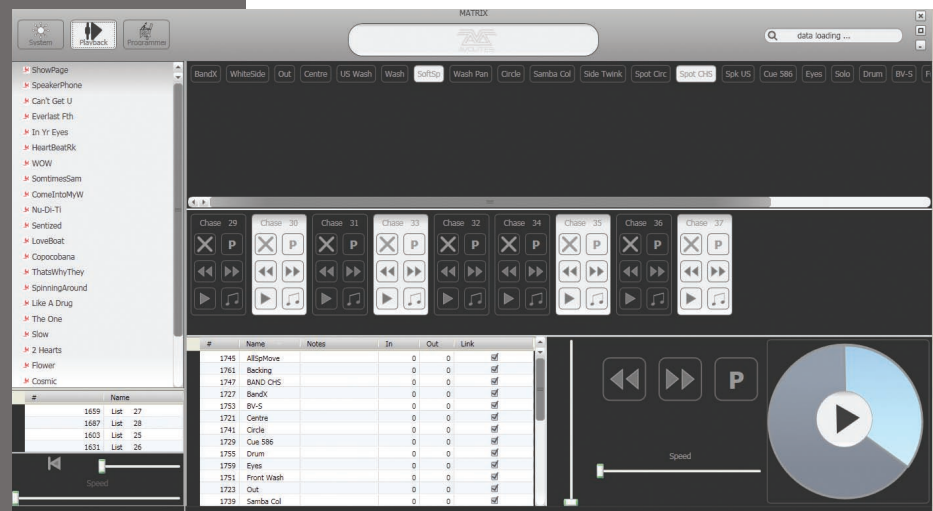 MATRIX
System Playback Programmer
AVOLITES
data loading ...
ShowPage
SpeakerPhone
Can't Get U
Everlast Fth
In Yr Eyes
HeartBeatRk
WOW
SomtimesSam
ComeIntoMyW
Nu-Di-Ti
Sentized
LoveBoat
Copocobana
ThatsWhyThey
SpinningAround
Like A Drug
The One
Slow
2 Hearts
Flower
Cosmic
# Name
1659 List 27
1687 List 28
1603 List 25
1631 List 26
Speed
BandX WhiteSide Out Centre US Wash Wash SoftSp Wash Pan Circle Samba Col Side Twink Spot Circ Spot CHS Spk US Cue 586 Eyes Solo Drum BV-S F
Chase 29 Chase 30 Chase 31 Chase 33 Chase 32 Chase 34 Chase 35 Chase 36 Chase 37
P P P P P P P P P
# Name Notes In Out Link
1745 AllSpMove 0 0
1761 Backing 0 0
1747 BAND CHS 0 0
1727 BandX 0 0
1753 BV-S 0 0
1721 Centre 0 0
1741 Circle 0 0
1729 Cue 586 0 0
1755 Drum 0 0
1759 Eyes 0 0
1751 Front Wash 0 0
1723 Out 0 0
1739 Samba Col 0 0
P
Speed